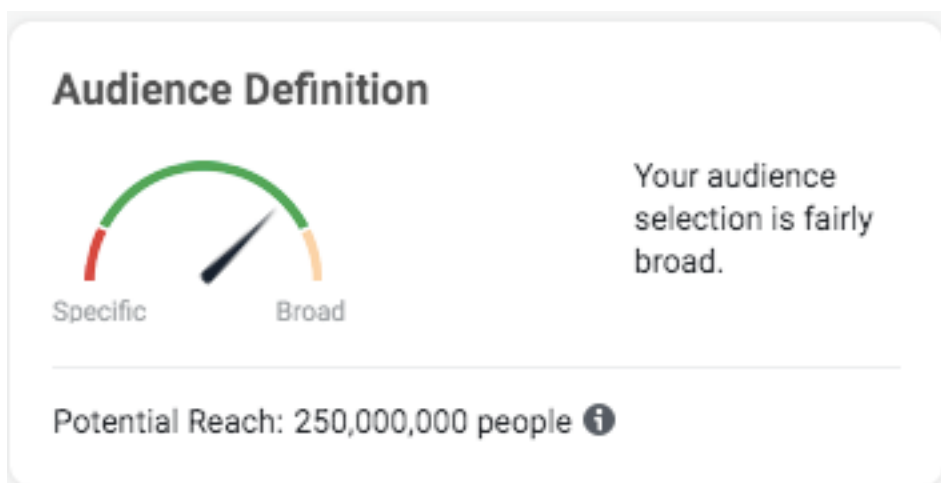 Audience Definition
Your audience
selection is fairly
broad.
Specific
Broad
Potential Reach: 250,000,000 people